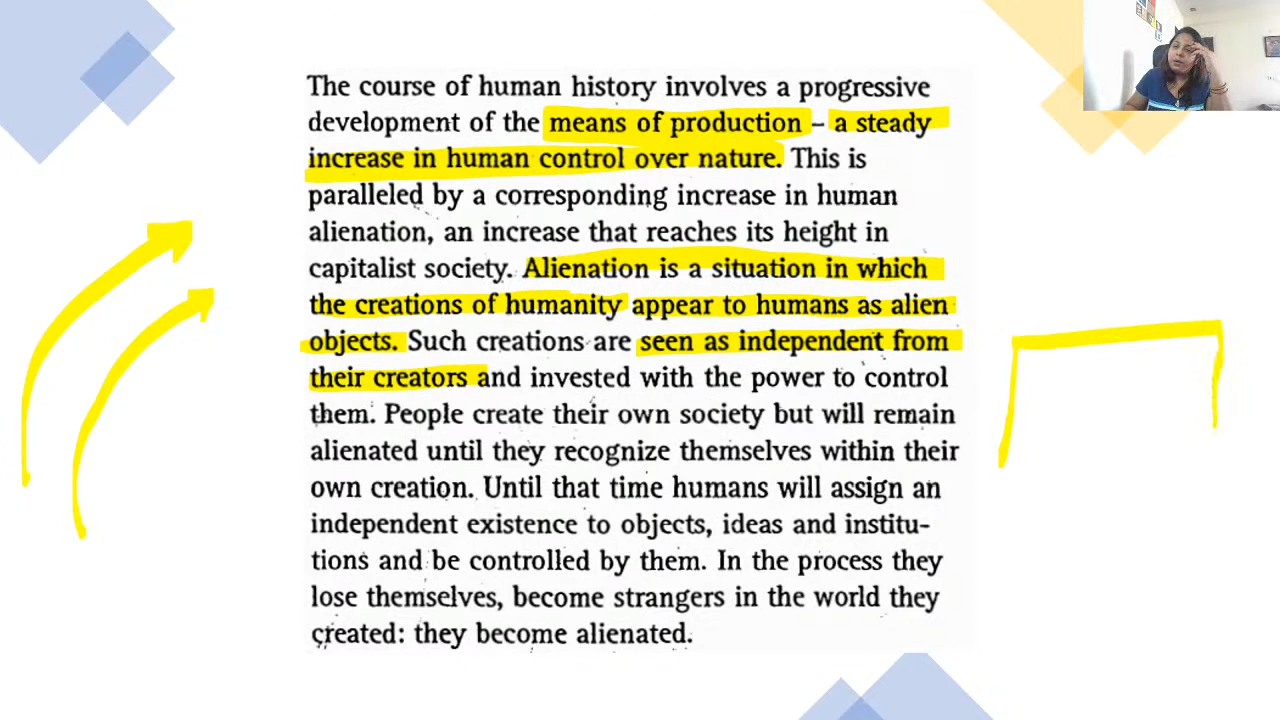 The course of human history involves a progressive
development of the means of production – a steady
increase in human control over nature. This is
paralleled by a corresponding increase in human
alienation, an increase that reaches its height in
capitalist society. Alienation is a situation in which
the creations of humanity appear to humans as alien
objects. Such creations are seen as independent from
their creators and invested with the power to control
them. People create their own society but will remain
alienated until they recognize themselves within their
own creation. Until that time humans will assign an
independent existence to objects, ideas and institu-
tions and be controlled by them. In the process they
lose themselves, become strangers in the world they
created: they become alienated.